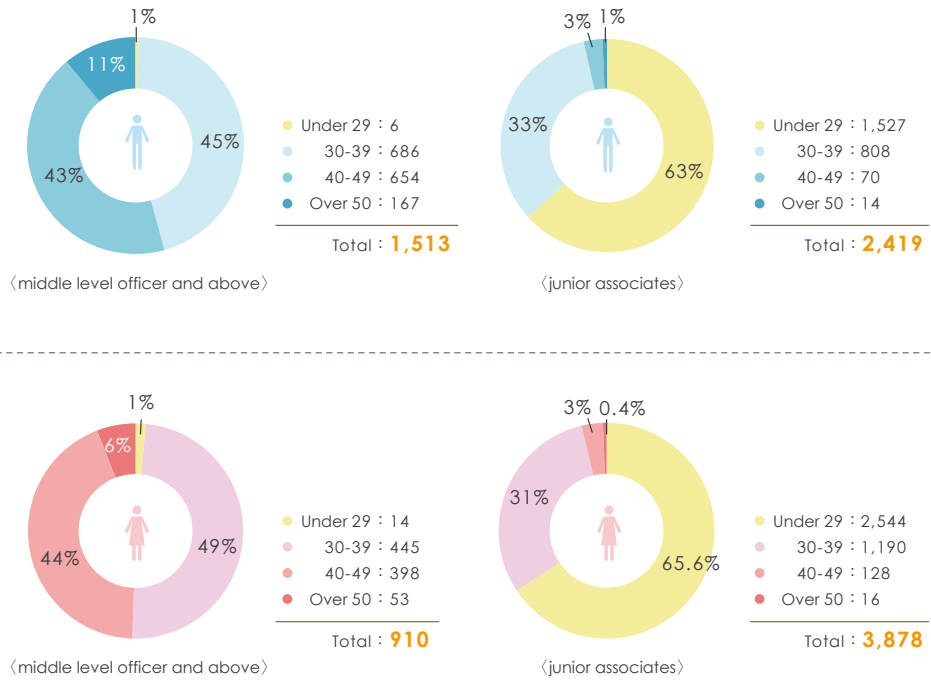 1%
11%
45%
43%
Under 29：6
30-39：686
40-49：654
Over 50：167
Total：1,513
〈middle level officer and above〉
3% 1%
33%
63%
Under 29：1,527
30-39：808
40-49：70
Over 50：14
Total：2,419
〈junior associates〉
1%
6%
49%
44%
Under 29：14
30-39：445
40-49：398
Over 50：53
Total：910
〈middle level officer and above〉
3% 0.4%
31%
65.6%
Under 29：2,544
30-39：1,190
40-49：128
Over 50：16
Total：3,878
〈junior associates〉